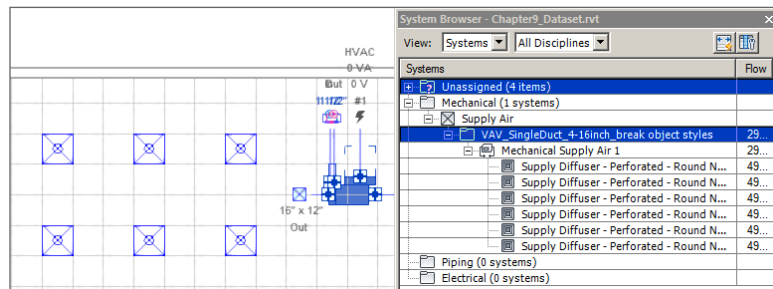 HVAC
0 VA
Out 0 V
#1
16" x 12"
Out
System Browser - Chapter9_Dataset.rvt
View: Systems All Disciplines
Systems Flow
Unassigned (4 items)
Mechanical (1 systems)
Supply Air
VAV_SingleDuct_4-16inch_break object styles 29...
Mechanical Supply Air 1 29...
Supply Diffuser - Perforated - Round N... 49...
Supply Diffuser - Perforated - Round N... 49...
Supply Diffuser - Perforated - Round N... 49...
Supply Diffuser - Perforated - Round N... 49...
Supply Diffuser - Perforated - Round N... 49...
Supply Diffuser - Perforated - Round N... 49...
Piping (0 systems)
Electrical (0 systems)